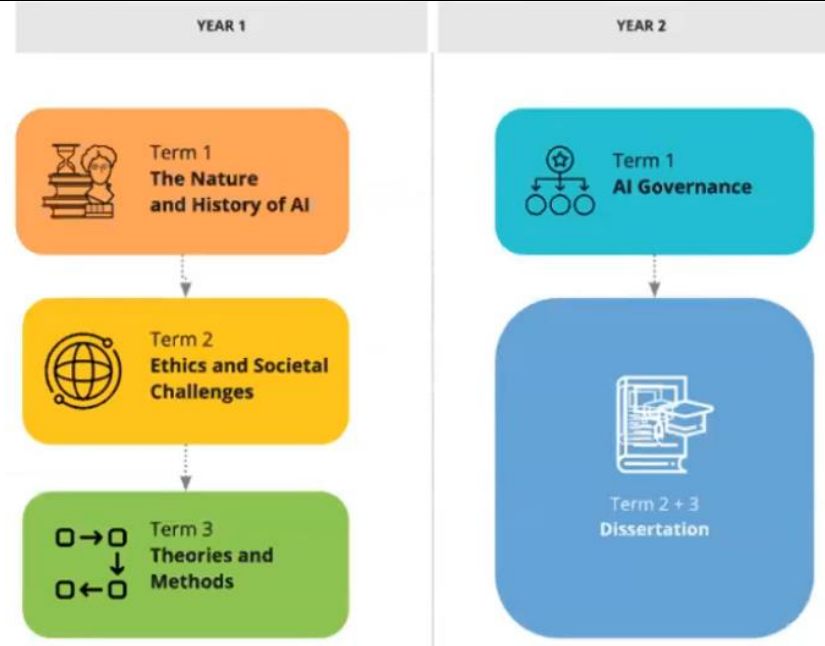 YEAR 1
Term 1
The Nature
and History of AI
Term 2
Ethics and Societal
Challenges
Term 3
Theories and
Methods
YEAR 2
Term 1
AI Governance
Term 2 + 3
Dissertation